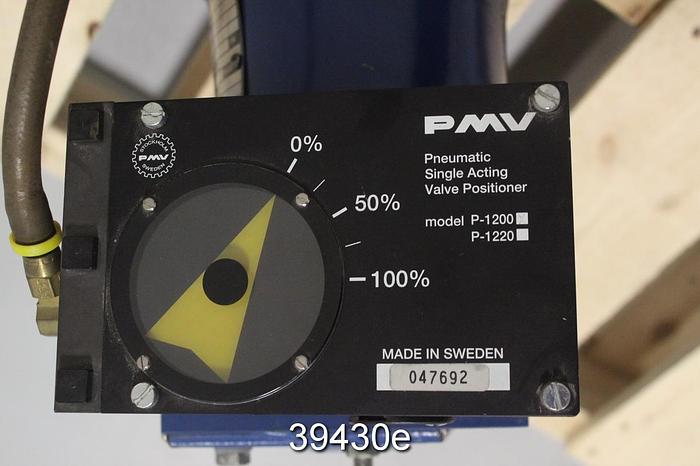 PMV
STOCKHOLM
PMV
SWEDEN
0%
50%
100%
Pneumatic
Single Acting
Valve Positioner
model P-1200
P-1220
MADE IN SWEDEN
047692
39430e